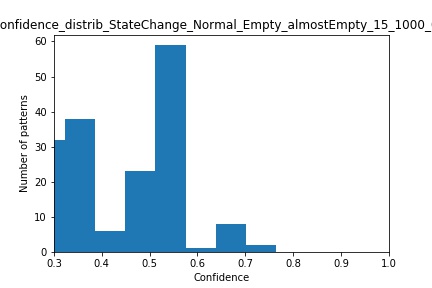 onfidence_distrib_StateChange_Normal_Empty_almostEmpty_15_1000_
Number of patterns
60
50
40
30
20
10
0
0.3 0.4 0.5 0.6 0.7 0.8 0.9 1.0
Confidence